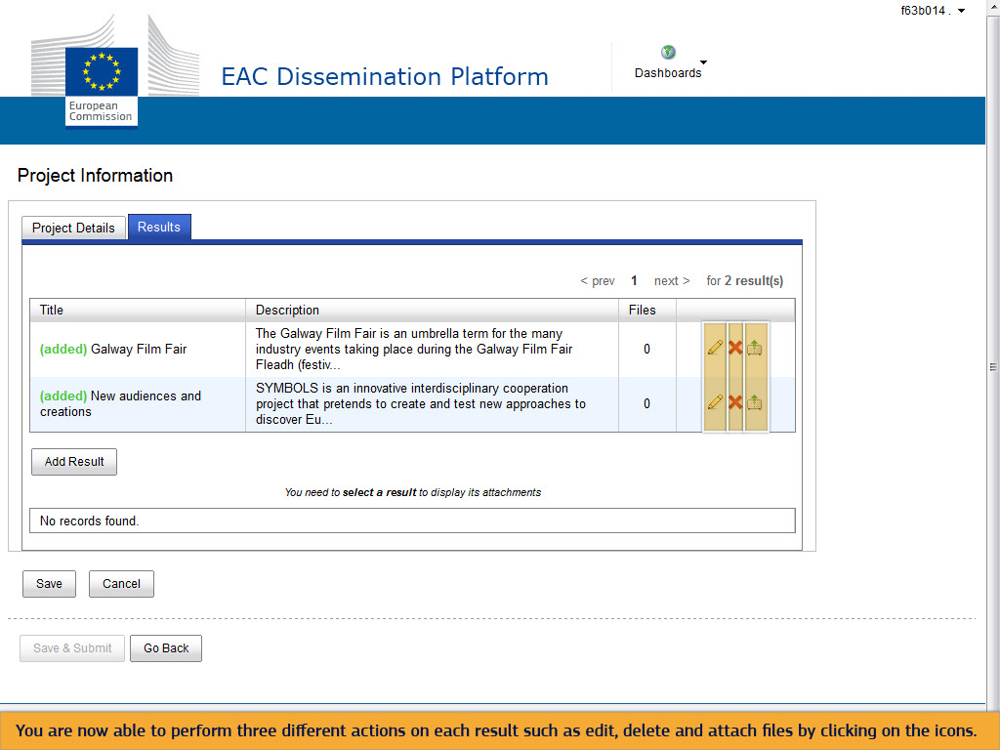 f63b014 .
EAC Dissemination Platform
Dashboards
European
Commission
Project Information
Project Details
Results
< prev 1 next > for 2 result(s)
Title Description Files
(added) Galway Film Fair
The Galway Film Fair is an umbrella term for the many
industry events taking place during the Galway Film Fair
Fleadh (festiv...
0
(added) New audiences and
creations
SYMBOLS is an innovative interdisciplinary cooperation
project that pretends to create and test new approaches to
discover Eu...
0
Add Result
You need to select a result to display its attachments
No records found.
Save Cancel
Save & Submit Go Back
You are now able to perform three different actions on each result such as edit, delete and attach files by clicking on the icons.